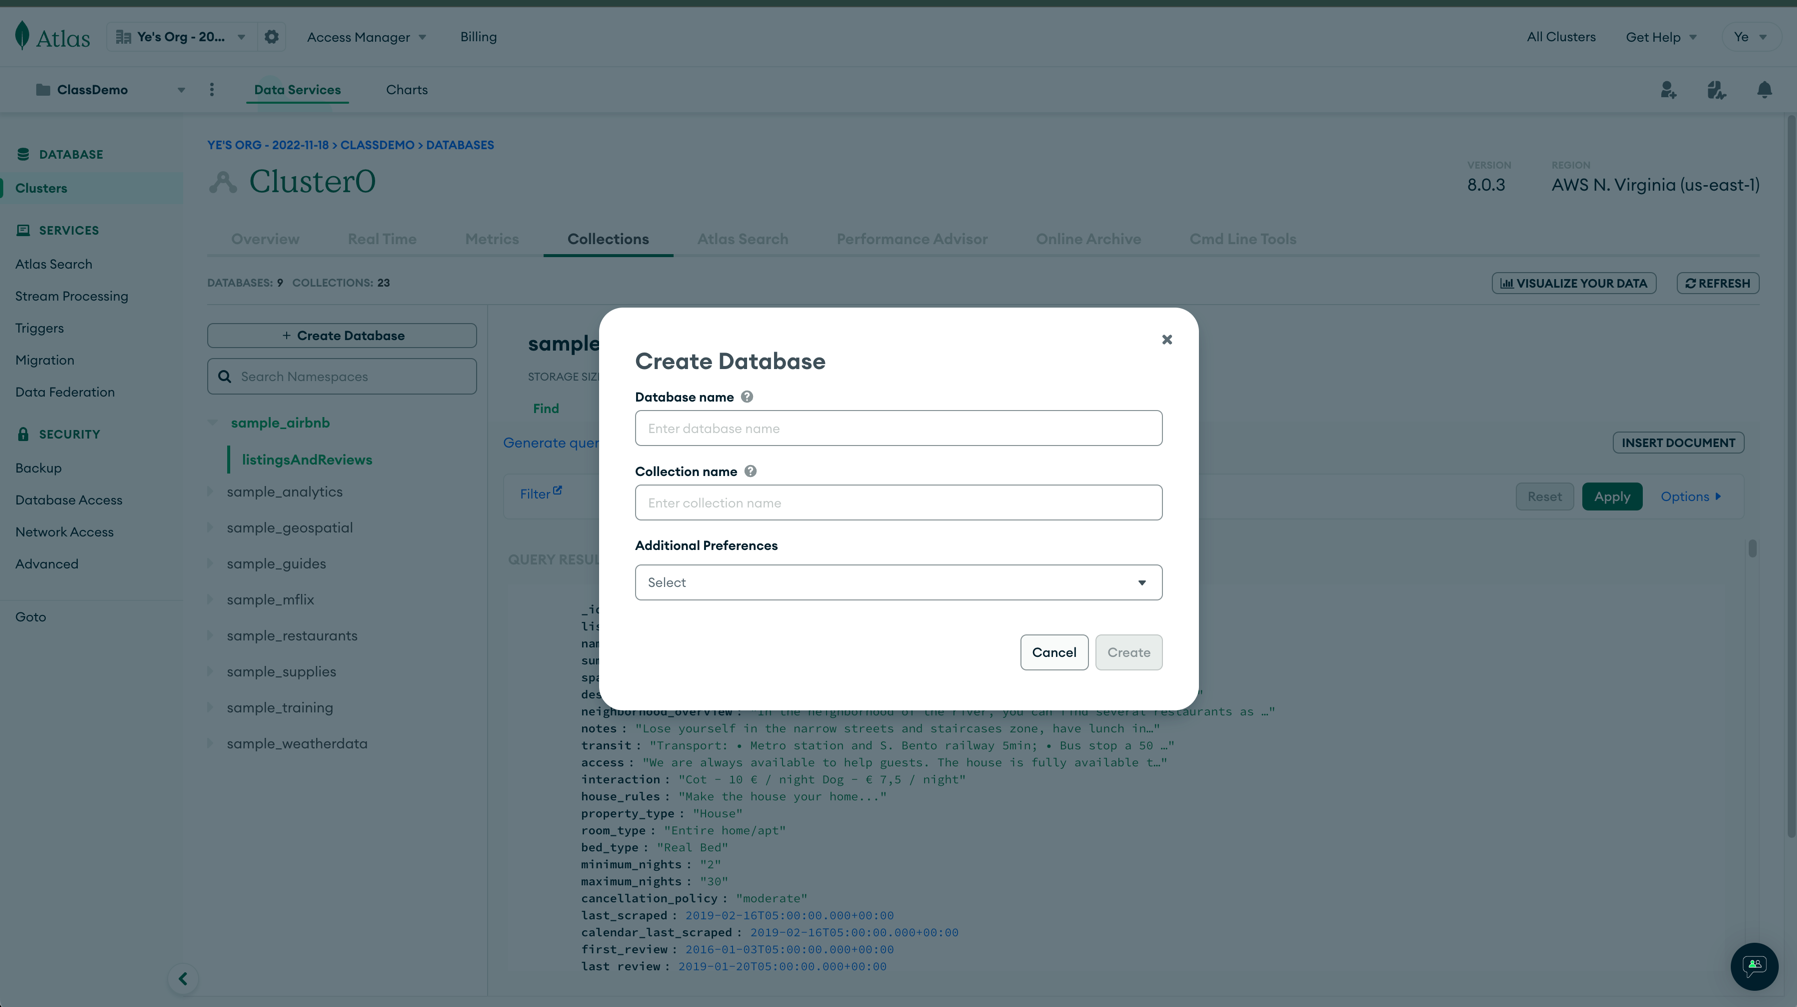 Atlas
Ye's Org - 20...
Access Manager
Billing
All Clusters
Get Help
Ye
ClassDemo
Data Services
Charts
YE'S ORG - 2022-11-18 > CLASSDEMO > DATABASES
Cluster0
VERSION
8.0.3
REGION
AWS N. Virginia (us-east-1)
DATABASE
Clusters
SERVICES
Atlas Search
Stream Processing
Triggers
Migration
Data Federation
SECURITY
Backup
Database Access
Network Access
Advanced
Goto
Overview
Real Time
Metrics
Collections
Atlas Search
Performance Advisor
Online Archive
Cmd Line Tools
DATABASES: 9 COLLECTIONS: 23
VISUALIZE YOUR DATA
REFRESH
+ Create Database
Search Namespaces
sample_airbnb
listingsAndReviews
sample_analytics
sample_geospatial
sample_guides
sample_mflix
sample_restaurants
sample_supplies
sample_training
sample_weatherdata
sample
STORAGE SIZ
Find
Generate quer
INSERT DOCUMENT
Filter
Reset
Apply
Options
QUERY RESUL
Create Database
Database name
Enter database name
Collection name
Enter collection name
Additional Preferences
Select
Cancel
Create
_id
lis
nam
sum
spa
des
neighborhood_overview : "In the neighborhood of the river, you can find several restaurants as …"
notes : "Lose yourself in the narrow streets and staircases zone, have lunch in…"
transit : "Transport: • Metro station and S. Bento railway 5min; • Bus stop a 50 …"
access : "We are always available to help guests. The house is fully available t…"
interaction : "Cot - 10 € / night Dog - € 7,5 / night"
house_rules : "Make the house your home..."
property_type : "House"
room_type : "Entire home/apt"
bed_type : "Real Bed"
minimum_nights : "2"
maximum_nights : "30"
cancellation_policy : "moderate"
last_scraped : 2019-02-16T05:00:00.000+00:00
calendar_last_scraped : 2019-02-16T05:00:00.000+00:00
first_review : 2016-01-03T05:00:00.000+00:00
last review : 2019-01-20T05:00:00.000+00:00